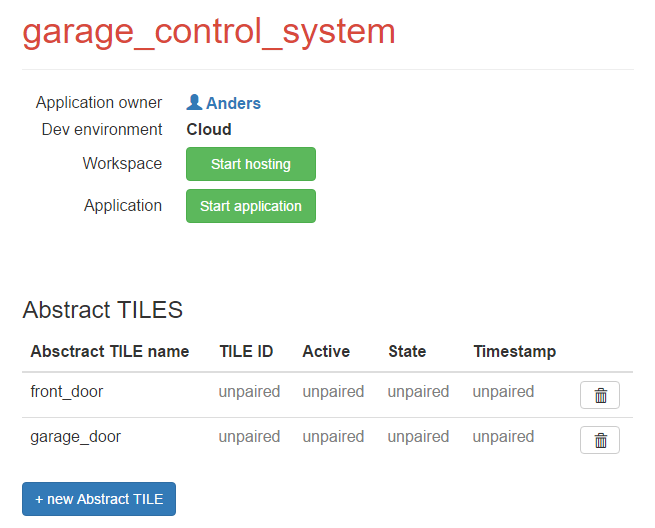 garage_control_system
Application owner Anders
Dev environment Cloud
Workspace Start hosting
Application Start application
Abstract TILES
Absctract TILE name TILE ID Active State Timestamp
front_door unpaired unpaired unpaired unpaired
garage_door unpaired unpaired unpaired unpaired
+ new Abstract TILE